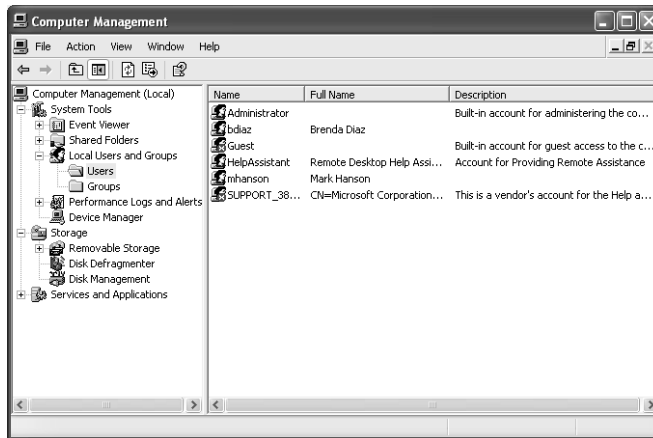 Computer Management
File Action View Window Help
Computer Management (Local)
System Tools
Event Viewer
Shared Folders
Local Users and Groups
Users
Groups
Performance Logs and Alerts
Device Manager
Storage
Removable Storage
Disk Defragmenter
Disk Management
Services and Applications
Name Full Name Description
Administrator Built-in account for administering the co...
bdiaz Brenda Diaz
Guest Built-in account for guest access to the c...
HelpAssistant Remote Desktop Help Assi... Account for Providing Remote Assistance
mhanson Mark Hanson
SUPPORT_38... CN=Microsoft Corporation... This is a vendor's account for the Help a...